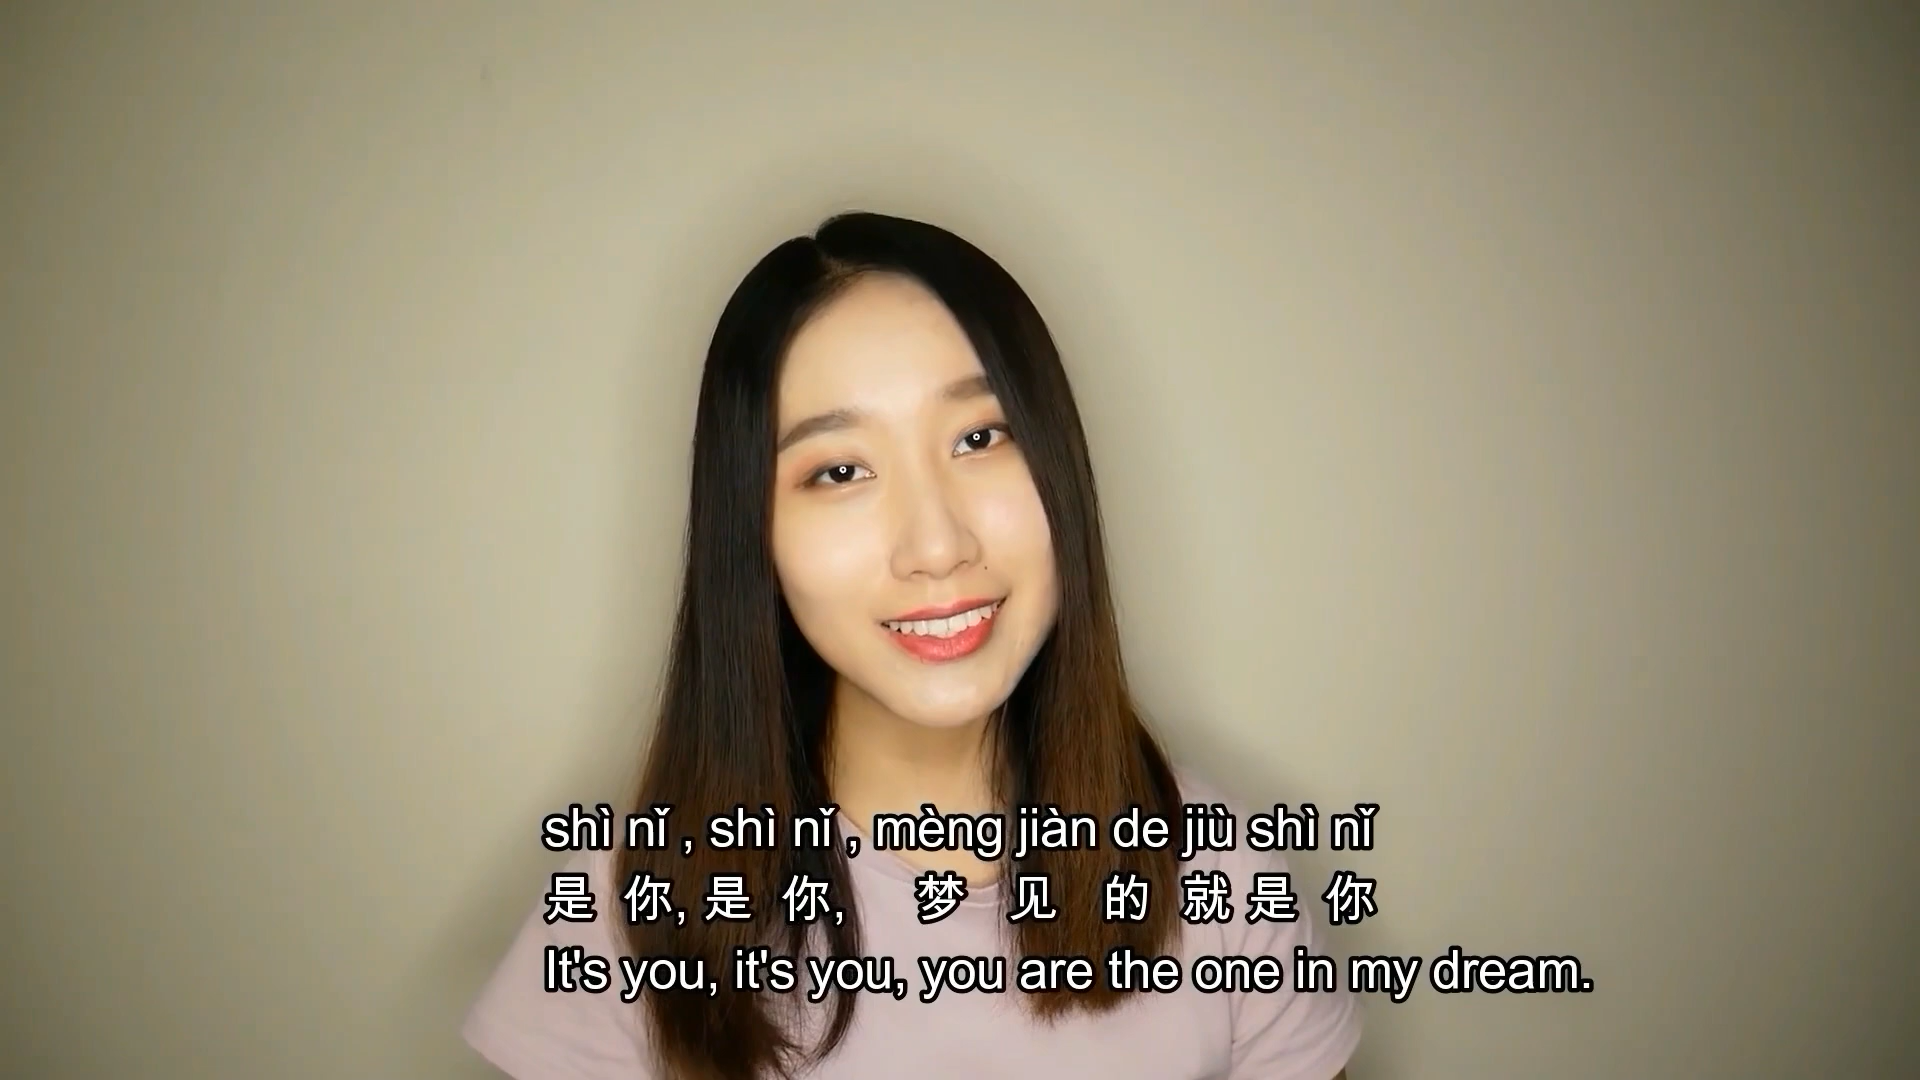 shì nǐ , shì nǐ , mèng jiàn de jiù shì nǐ
是 你, 是 你, 梦 见 的 就 是 你
It's you, it's you, you are the one in my dream.